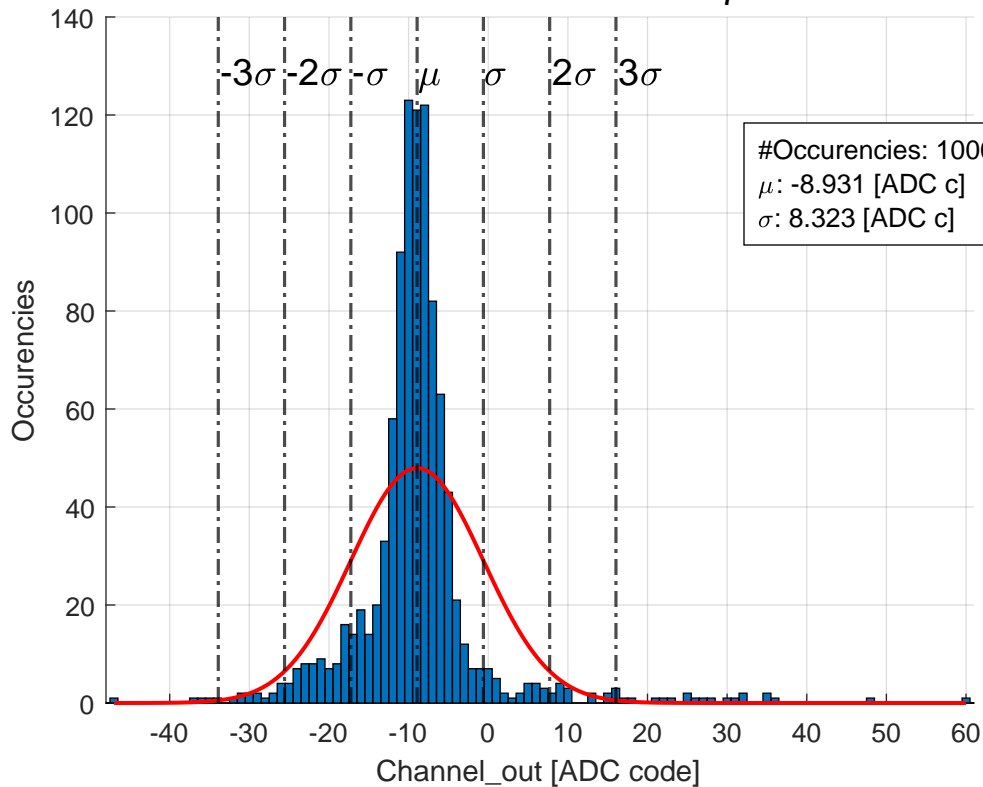 140
120
100
80
60
40
20
0
-3σ -2σ -σ μ σ 2σ 3σ
#Occurencies: 100
μ: -8.931 [ADC c]
σ: 8.323 [ADC c]
Occurencies
-40 -30 -20 -10 0 10 20 30 40 50 60
Channel_out [ADC code]